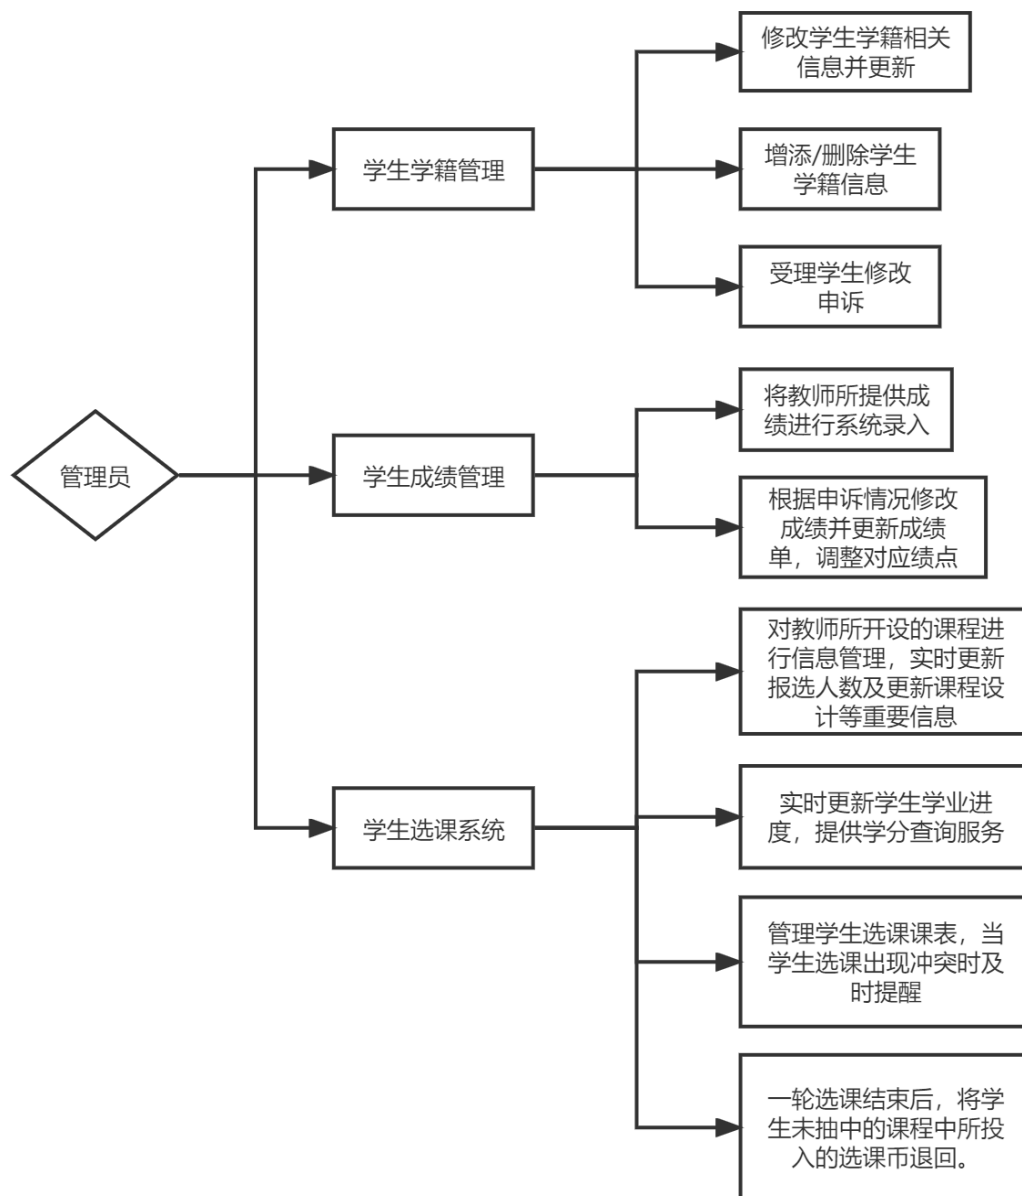 修改学生学籍相关
信息并更新
学生学籍管理
增添/删除学生
学籍信息
受理学生修改
申诉
将教师所提供成
绩进行系统录入
管理员
学生成绩管理
根据申诉情况修改
成绩并更新成绩
单，调整对应绩点
对教师所开设的课程进
行信息管理，实时更新
报选人数及更新课程设
计等重要信息
学生选课系统
实时更新学生学业进
度，提供学分查询服务
管理学生选课课表，当
学生选课出现冲突时及
时提醒
一轮选课结束后，将学
生未抽中的课程中所投
入的选课币退回。